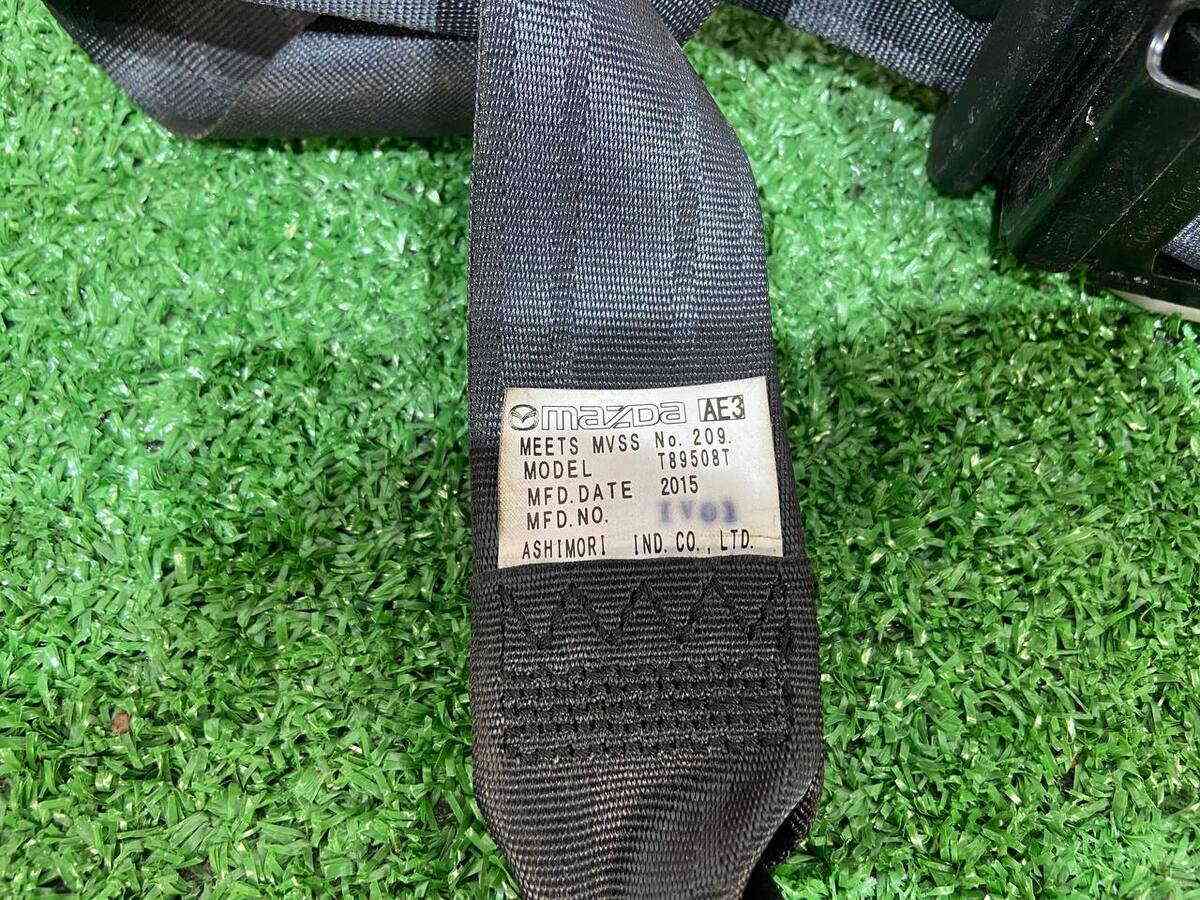 mazda AE3
MEETS MVSS No. 209.
MODEL T89508T
MFD. DATE 2015
MFD. NO.
ASHIMORI IND. CO., LTD.